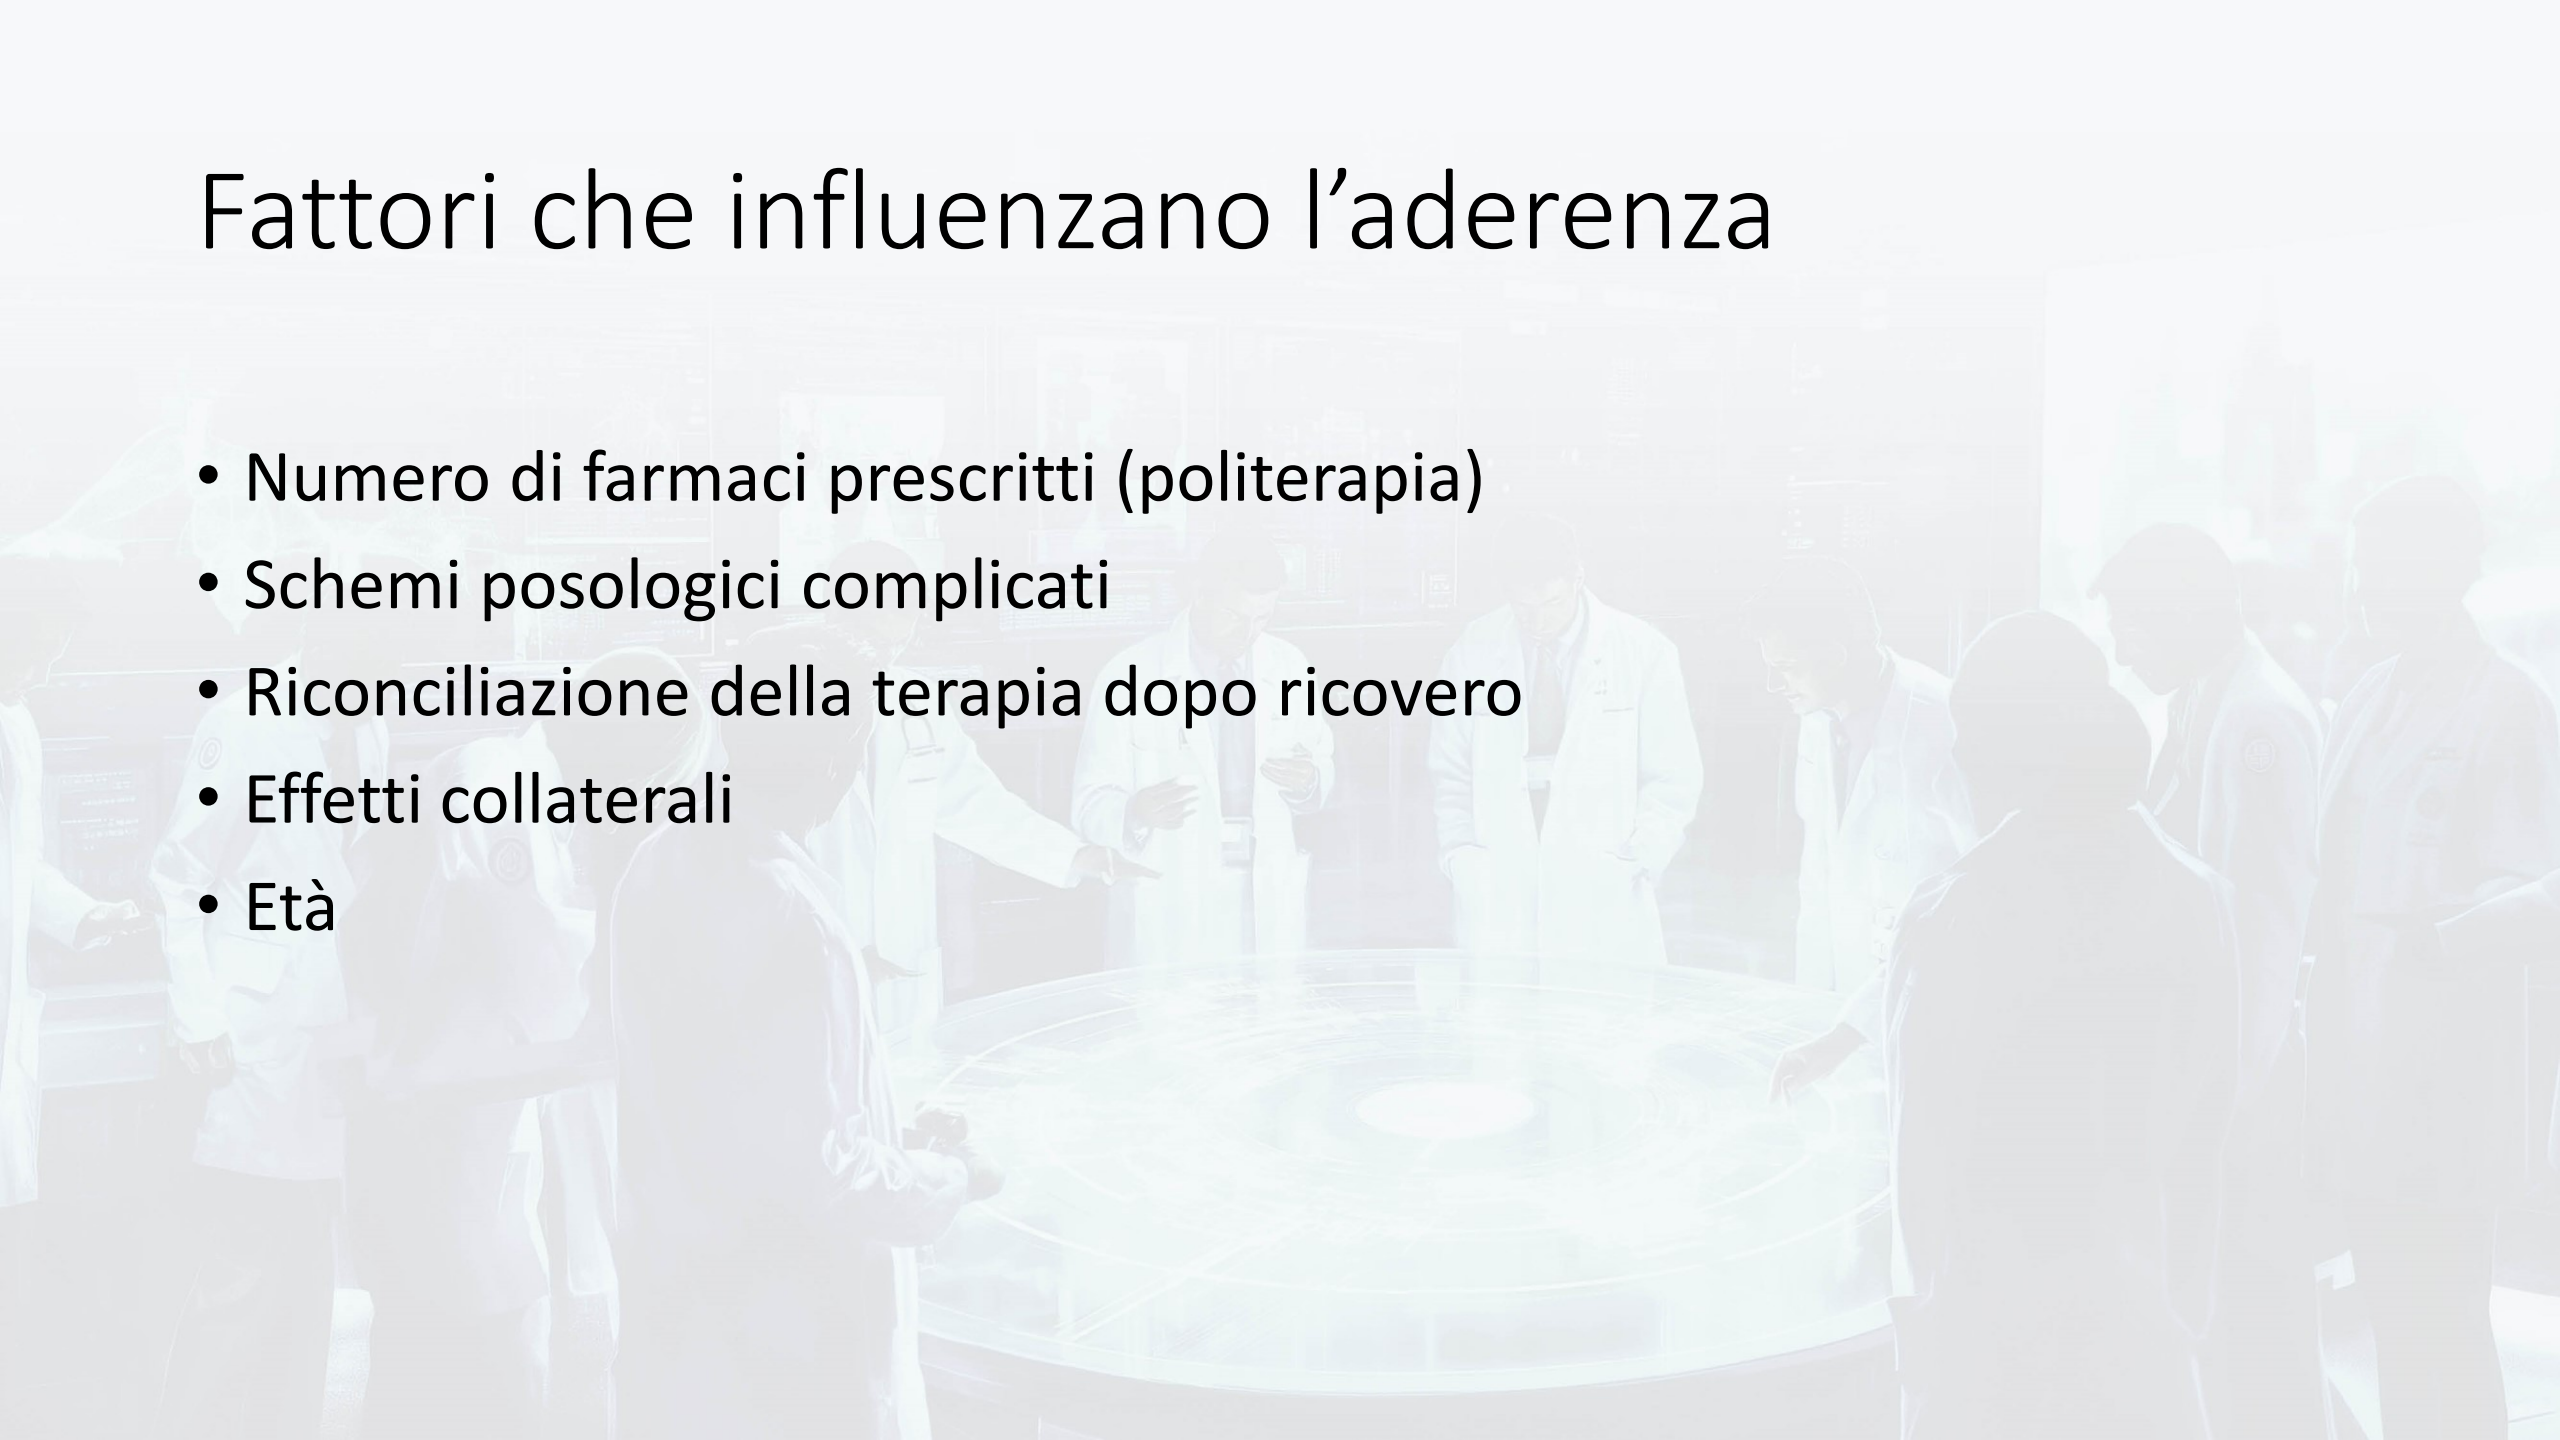 Fattori che influenzano l’aderenza
• Numero di farmaci prescritti (politerapia)
• Schemi posologici complicati
• Riconciliazione della terapia dopo ricovero
• Effetti collaterali
• Età